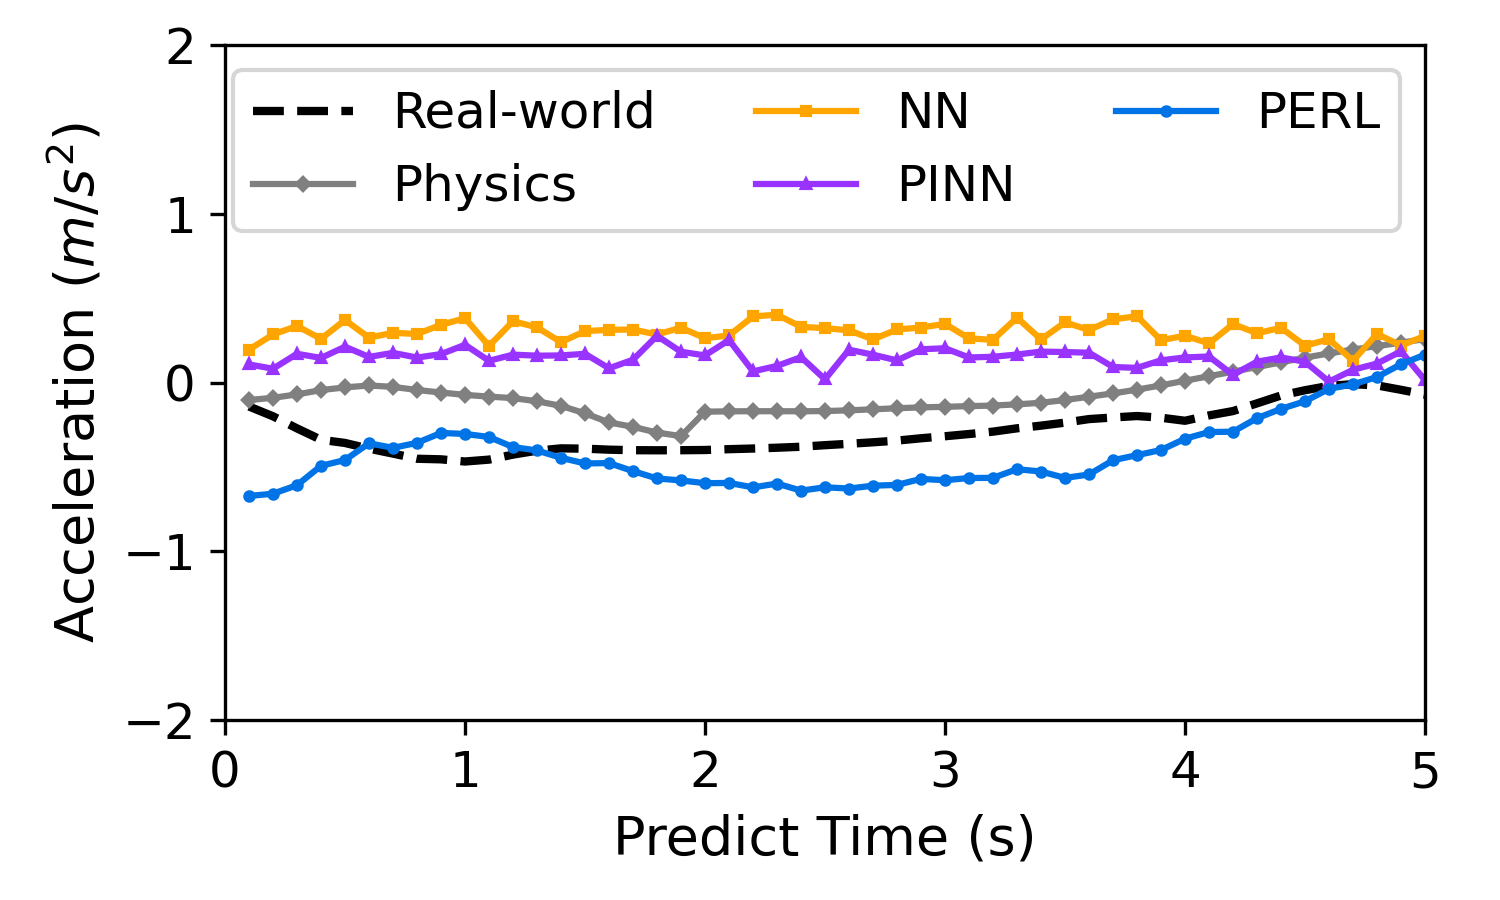 2
1
0
−1
−2
Acceleration (m/s²)
Real-world
Physics
NN
PINN
PERL
0 1 2 3 4 5
Predict Time (s)